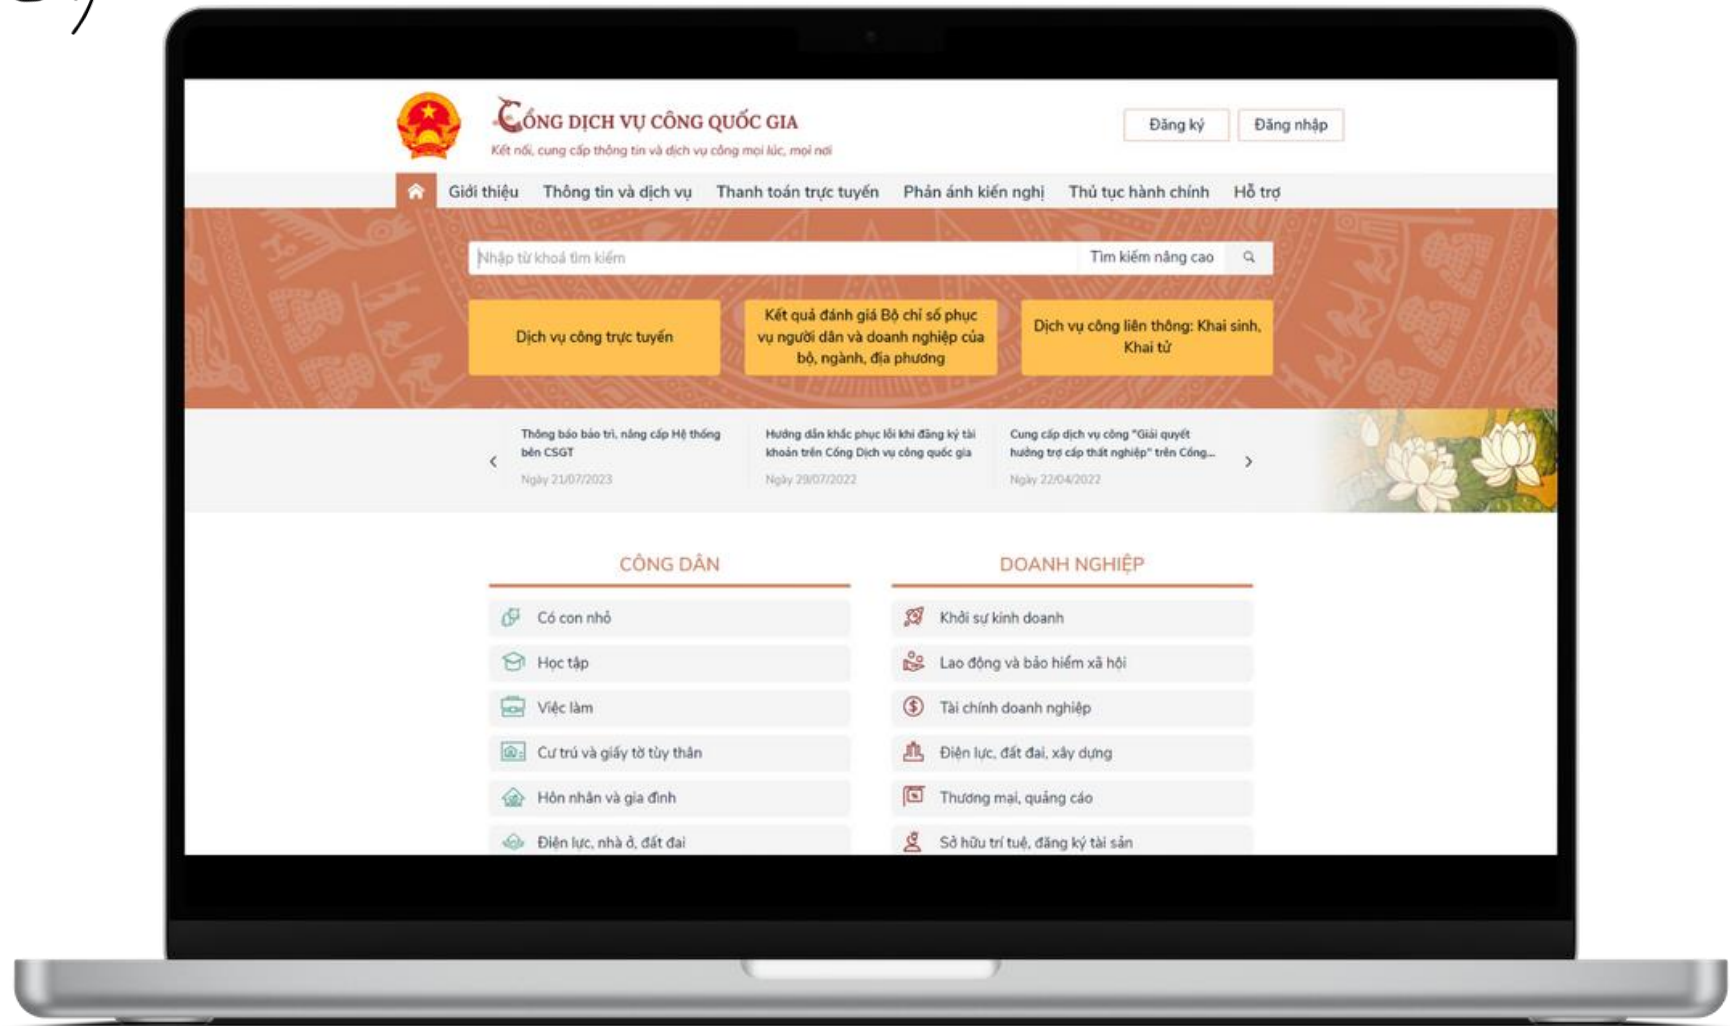 CỔNG DỊCH VỤ CÔNG QUỐC GIA
Kết nối, cung cấp thông tin và dịch vụ công mọi lúc, mọi nơi
Đăng ký
Đăng nhập
Giới thiệu
Thông tin và dịch vụ
Thanh toán trực tuyến
Phản ánh kiến nghị
Thủ tục hành chính
Hỗ trợ
Nhập từ khoá tìm kiếm
Tìm kiếm nâng cao
Dịch vụ công trực tuyến
Kết quả đánh giá Bộ chỉ số phục
vụ người dân và doanh nghiệp của
bộ, ngành, địa phương
Dịch vụ công liên thông: Khai sinh,
Khai tử
Thông báo bảo trì, nâng cấp Hệ thống
bên CSGT
Ngày 21/07/2023
Hướng dẫn khắc phục lỗi khi đăng ký tài
khoản trên Cổng Dịch vụ công quốc gia
Ngày 29/07/2022
Cung cấp dịch vụ công "Giải quyết
hưởng trợ cấp thất nghiệp" trên Cổng...
Ngày 22/04/2022
CÔNG DÂN
Có con nhỏ
Học tập
Việc làm
Cư trú và giấy tờ tùy thân
Hôn nhân và gia đình
Điện lực, nhà ở, đất đai
DOANH NGHIỆP
Khởi sự kinh doanh
Lao động và bảo hiểm xã hội
Tài chính doanh nghiệp
Điện lực, đất đai, xây dựng
Thương mại, quảng cáo
Sở hữu trí tuệ, đăng ký tài sản